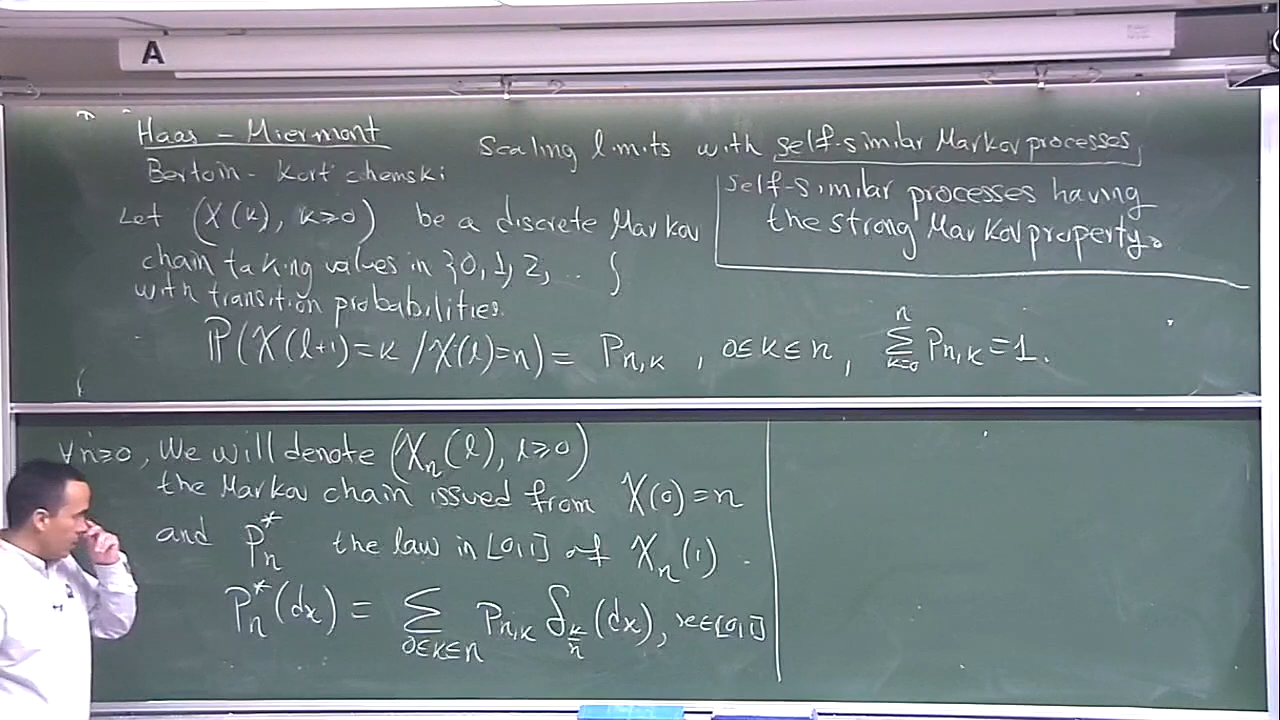 A
Haas - Miermont
Bertoin - Kortchemski
Scaling limits with self-similar Markov processes
self-similar processes having
the strong Markov property.
Let (X(k), k≥0) be a discrete Markov
chain taking values in {0, 1, 2, ... }
with transition probabilities.
ℙ(X(l+1)=k / X(l)=n) = P_{n,k} , 0≤k≤n , \sum_{k=0}^{n} P_{n,k} = 1.
∀n≥0, We will denote (X_n(l), l≥0)
the Markov chain issued from X(0)=n
and P_n^* the law in [0,1] of X_n(1) .
P_n^*(dx) = \sum_{0≤k≤n} P_{n,k} δ_{\frac{k}{n}}(dx), x∈[0,1]